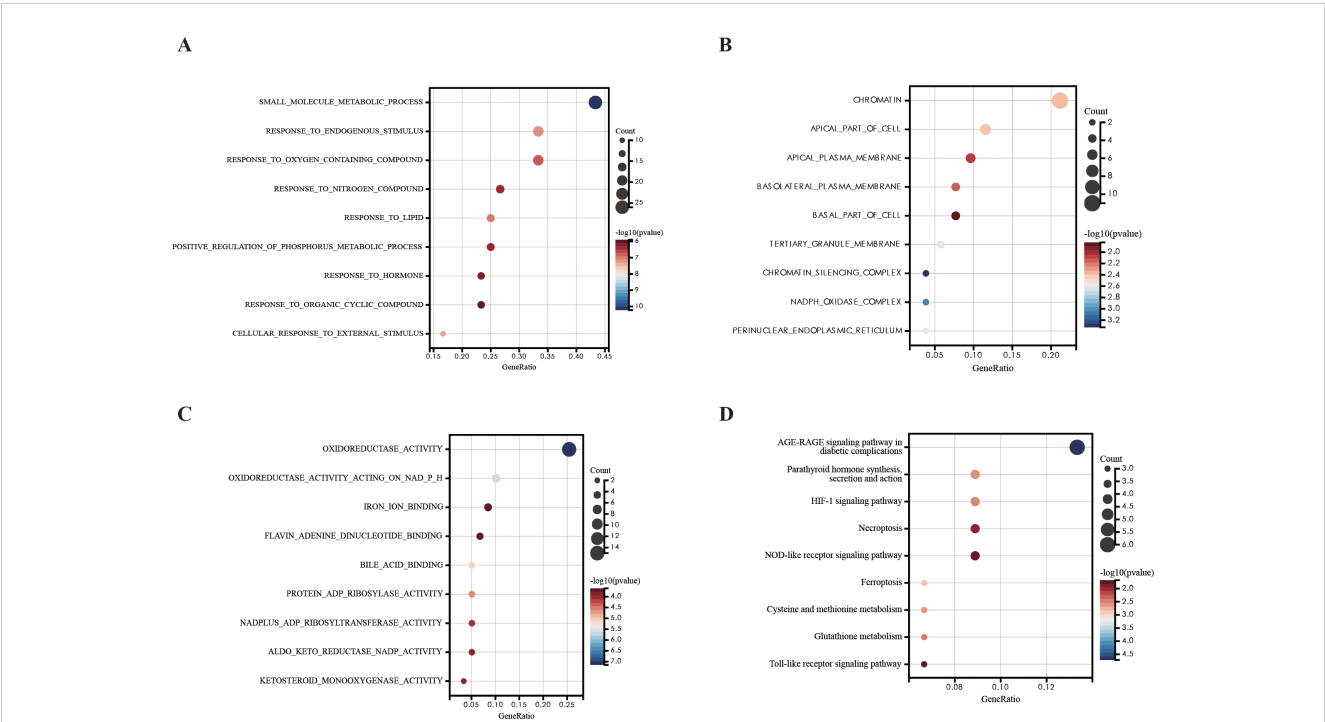 A
SMALL_MOLECULE_METABOLIC_PROCESS
RESPONSE_TO_ENDOGENOUS_STIMULUS
RESPONSE_TO_OXYGEN_CONTAINING_COMPOUND
RESPONSE_TO_NITROGEN_COMPOUND
RESPONSE_TO_LIPID
POSITIVE_REGULATION_OF_PHOSPHORUS_METABOLIC_PROCESS
RESPONSE_TO_HORMONE
RESPONSE_TO_ORGANIC_CYCLIC_COMPOUND
CELLULAR_RESPONSE_TO_EXTERNAL_STIMULUS
0.15 0.20 0.25 0.30 0.35 0.40 0.45
GeneRatio
Count
10
15
20
25
-log10(pvalue)
6
7
8
9
10
B
CHROMATIN
APICAL_PART_OF_CELL
APICAL_PLASMA_MEMBRANE
BASOLATERAL_PLASMA_MEMBRANE
BASAL_PART_OF_CELL
TERTIARY_GRANULE_MEMBRANE
CHROMATIN_SILENCING_COMPLEX
NADPH_OXIDASE_COMPLEX
PERINUCLEAR_ENDOPLASMIC_RETICULUM
0.05 0.10 0.15 0.20
GeneRatio
Count
2
4
6
8
10
-log10(pvalue)
2.0
2.2
2.4
2.6
2.8
3.0
3.2
C
OXIDOREDUCTASE_ACTIVITY
OXIDOREDUCTASE_ACTIVITY_ACTING_ON_NAD_P_H
IRON_ION_BINDING
FLAVIN_ADENINE_DINUCLEOTIDE_BINDING
BILE_ACID_BINDING
PROTEIN_ADP_RIBOSYLASE_ACTIVITY
NADPLUS_ADP_RIBOSYLTRANSFERASE_ACTIVITY
ALDO_KETO_REDUCTASE_NADP_ACTIVITY
KETOSTEROID_MONOOXYGENASE_ACTIVITY
0.05 0.10 0.15 0.20 0.25
GeneRatio
Count
2
4
6
8
10
12
14
-log10(pvalue)
4.0
4.5
5.0
5.5
6.0
6.5
7.0
D
AGE-RAGE signaling pathway in
diabetic complications
Parathyroid hormone synthesis,
secretion and action
HIF-1 signaling pathway
Necroptosis
NOD-like receptor signaling pathway
Ferroptosis
Cysteine and methionine metabolism
Glutathione metabolism
Toll-like receptor signaling pathway
0.08 0.10 0.12
GeneRatio
Count
3.0
3.5
4.0
4.5
5.0
5.5
6.0
-log10(pvalue)
2.0
2.5
3.0
3.5
4.0
4.5